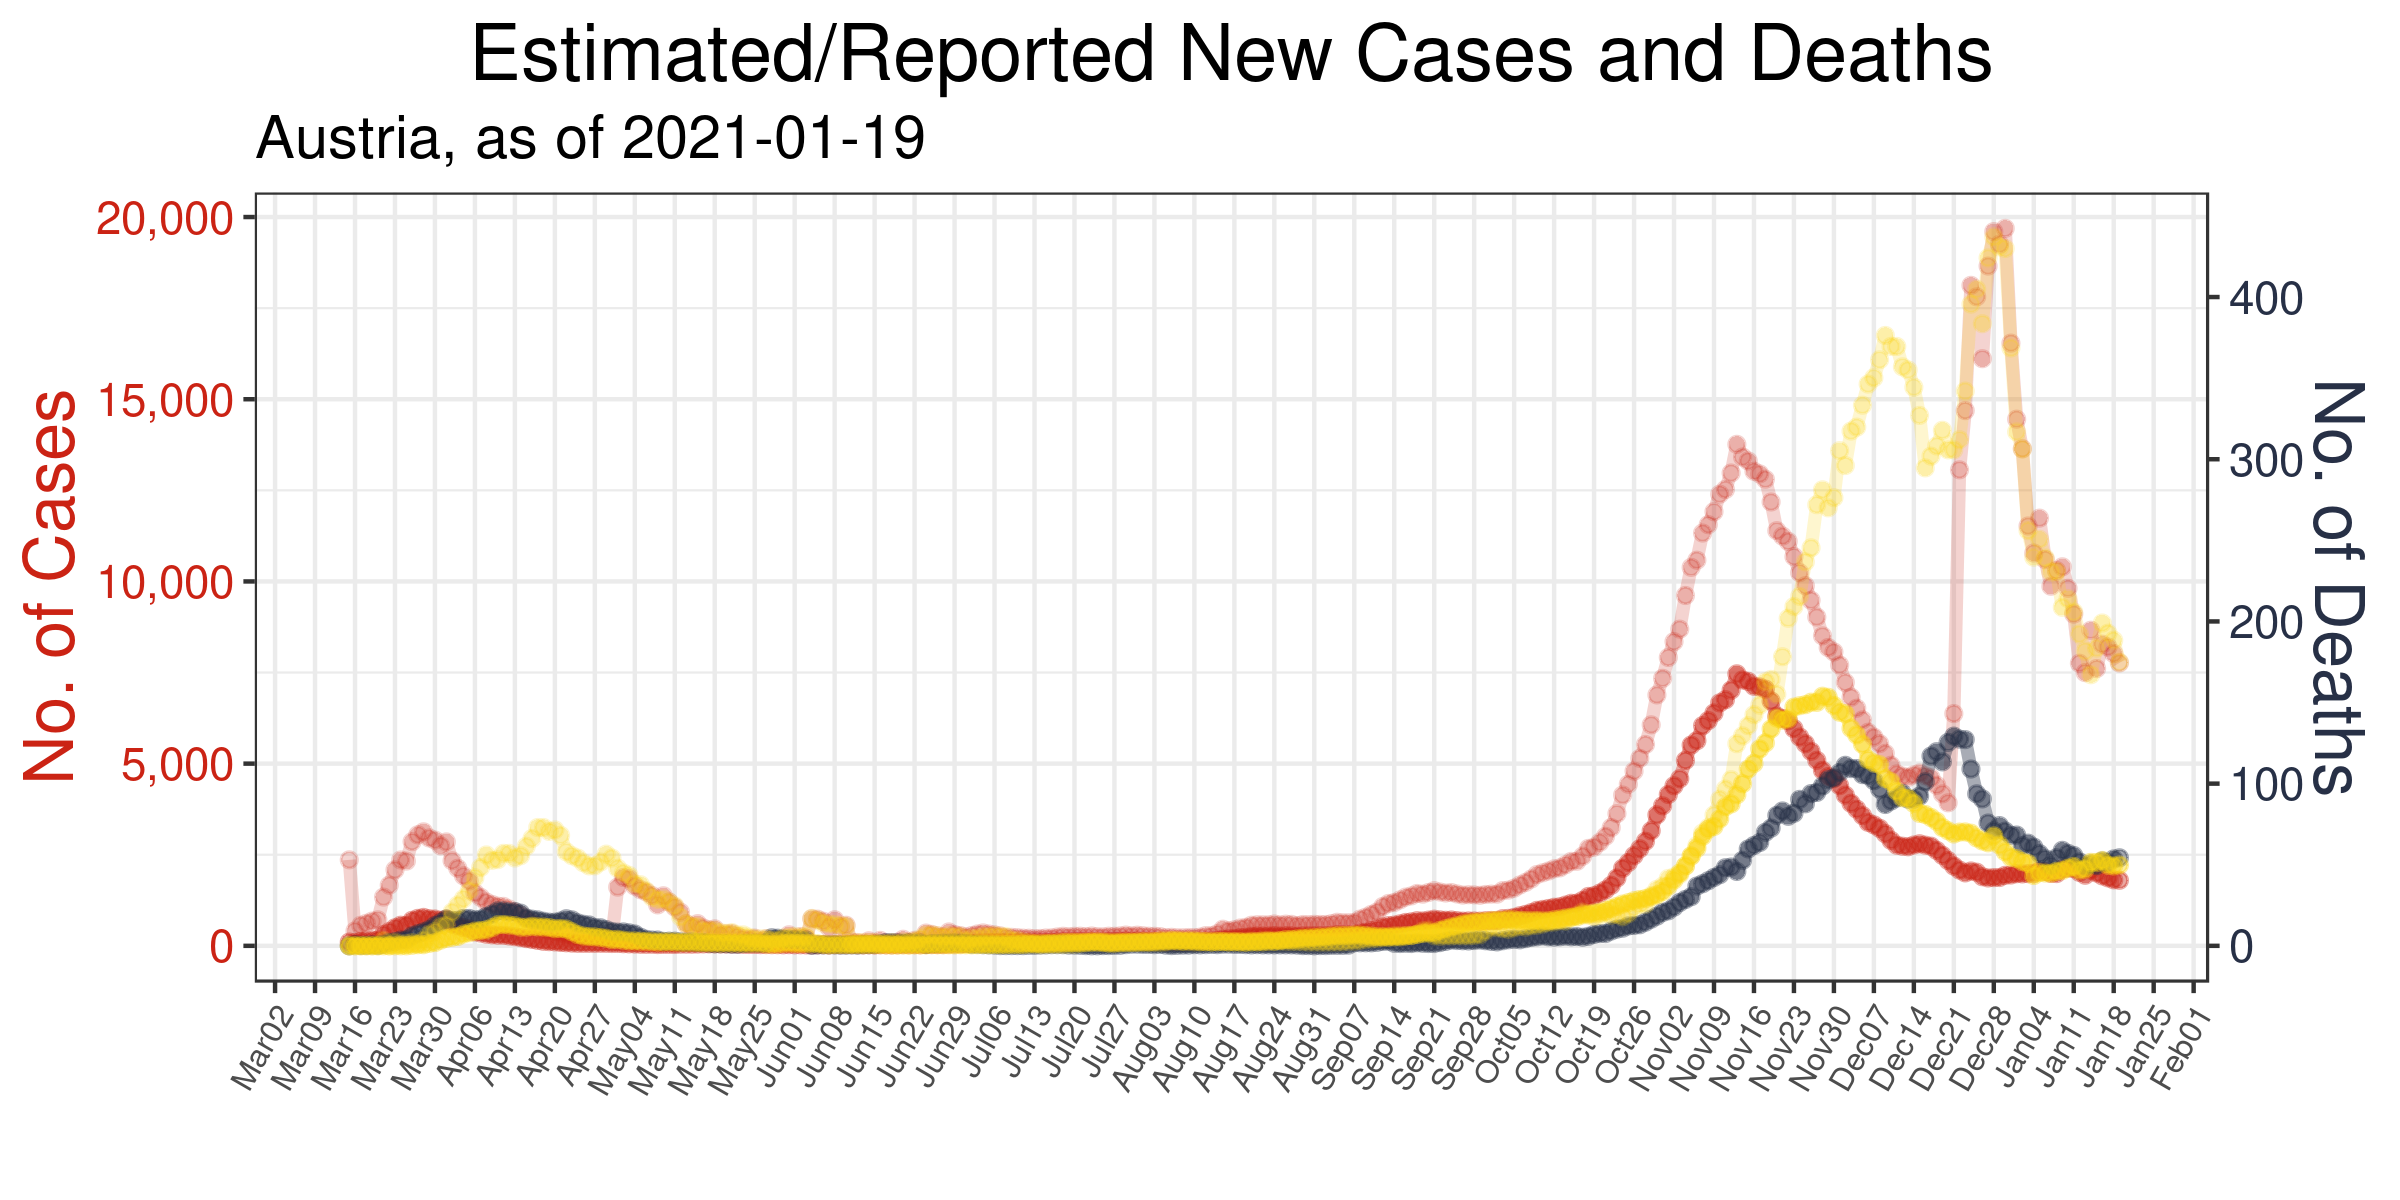 Estimated/Reported New Cases and Deaths
Austria, as of 2021-01-19
No. of Cases
20,000
15,000
10,000
5,000
0
No. of Deaths
400
300
200
100
0
Mar02
Mar09
Mar16
Mar23
Mar30
Apr06
Apr13
Apr20
Apr27
May04
May11
May18
May25
Jun01
Jun08
Jun15
Jun22
Jun29
Jul06
Jul13
Jul20
Jul27
Aug03
Aug10
Aug17
Aug24
Aug31
Sep07
Sep14
Sep21
Sep28
Oct05
Oct12
Oct19
Oct26
Nov02
Nov09
Nov16
Nov23
Nov30
Dec07
Dec14
Dec21
Dec28
Jan04
Jan11
Jan18
Jan25
Feb01